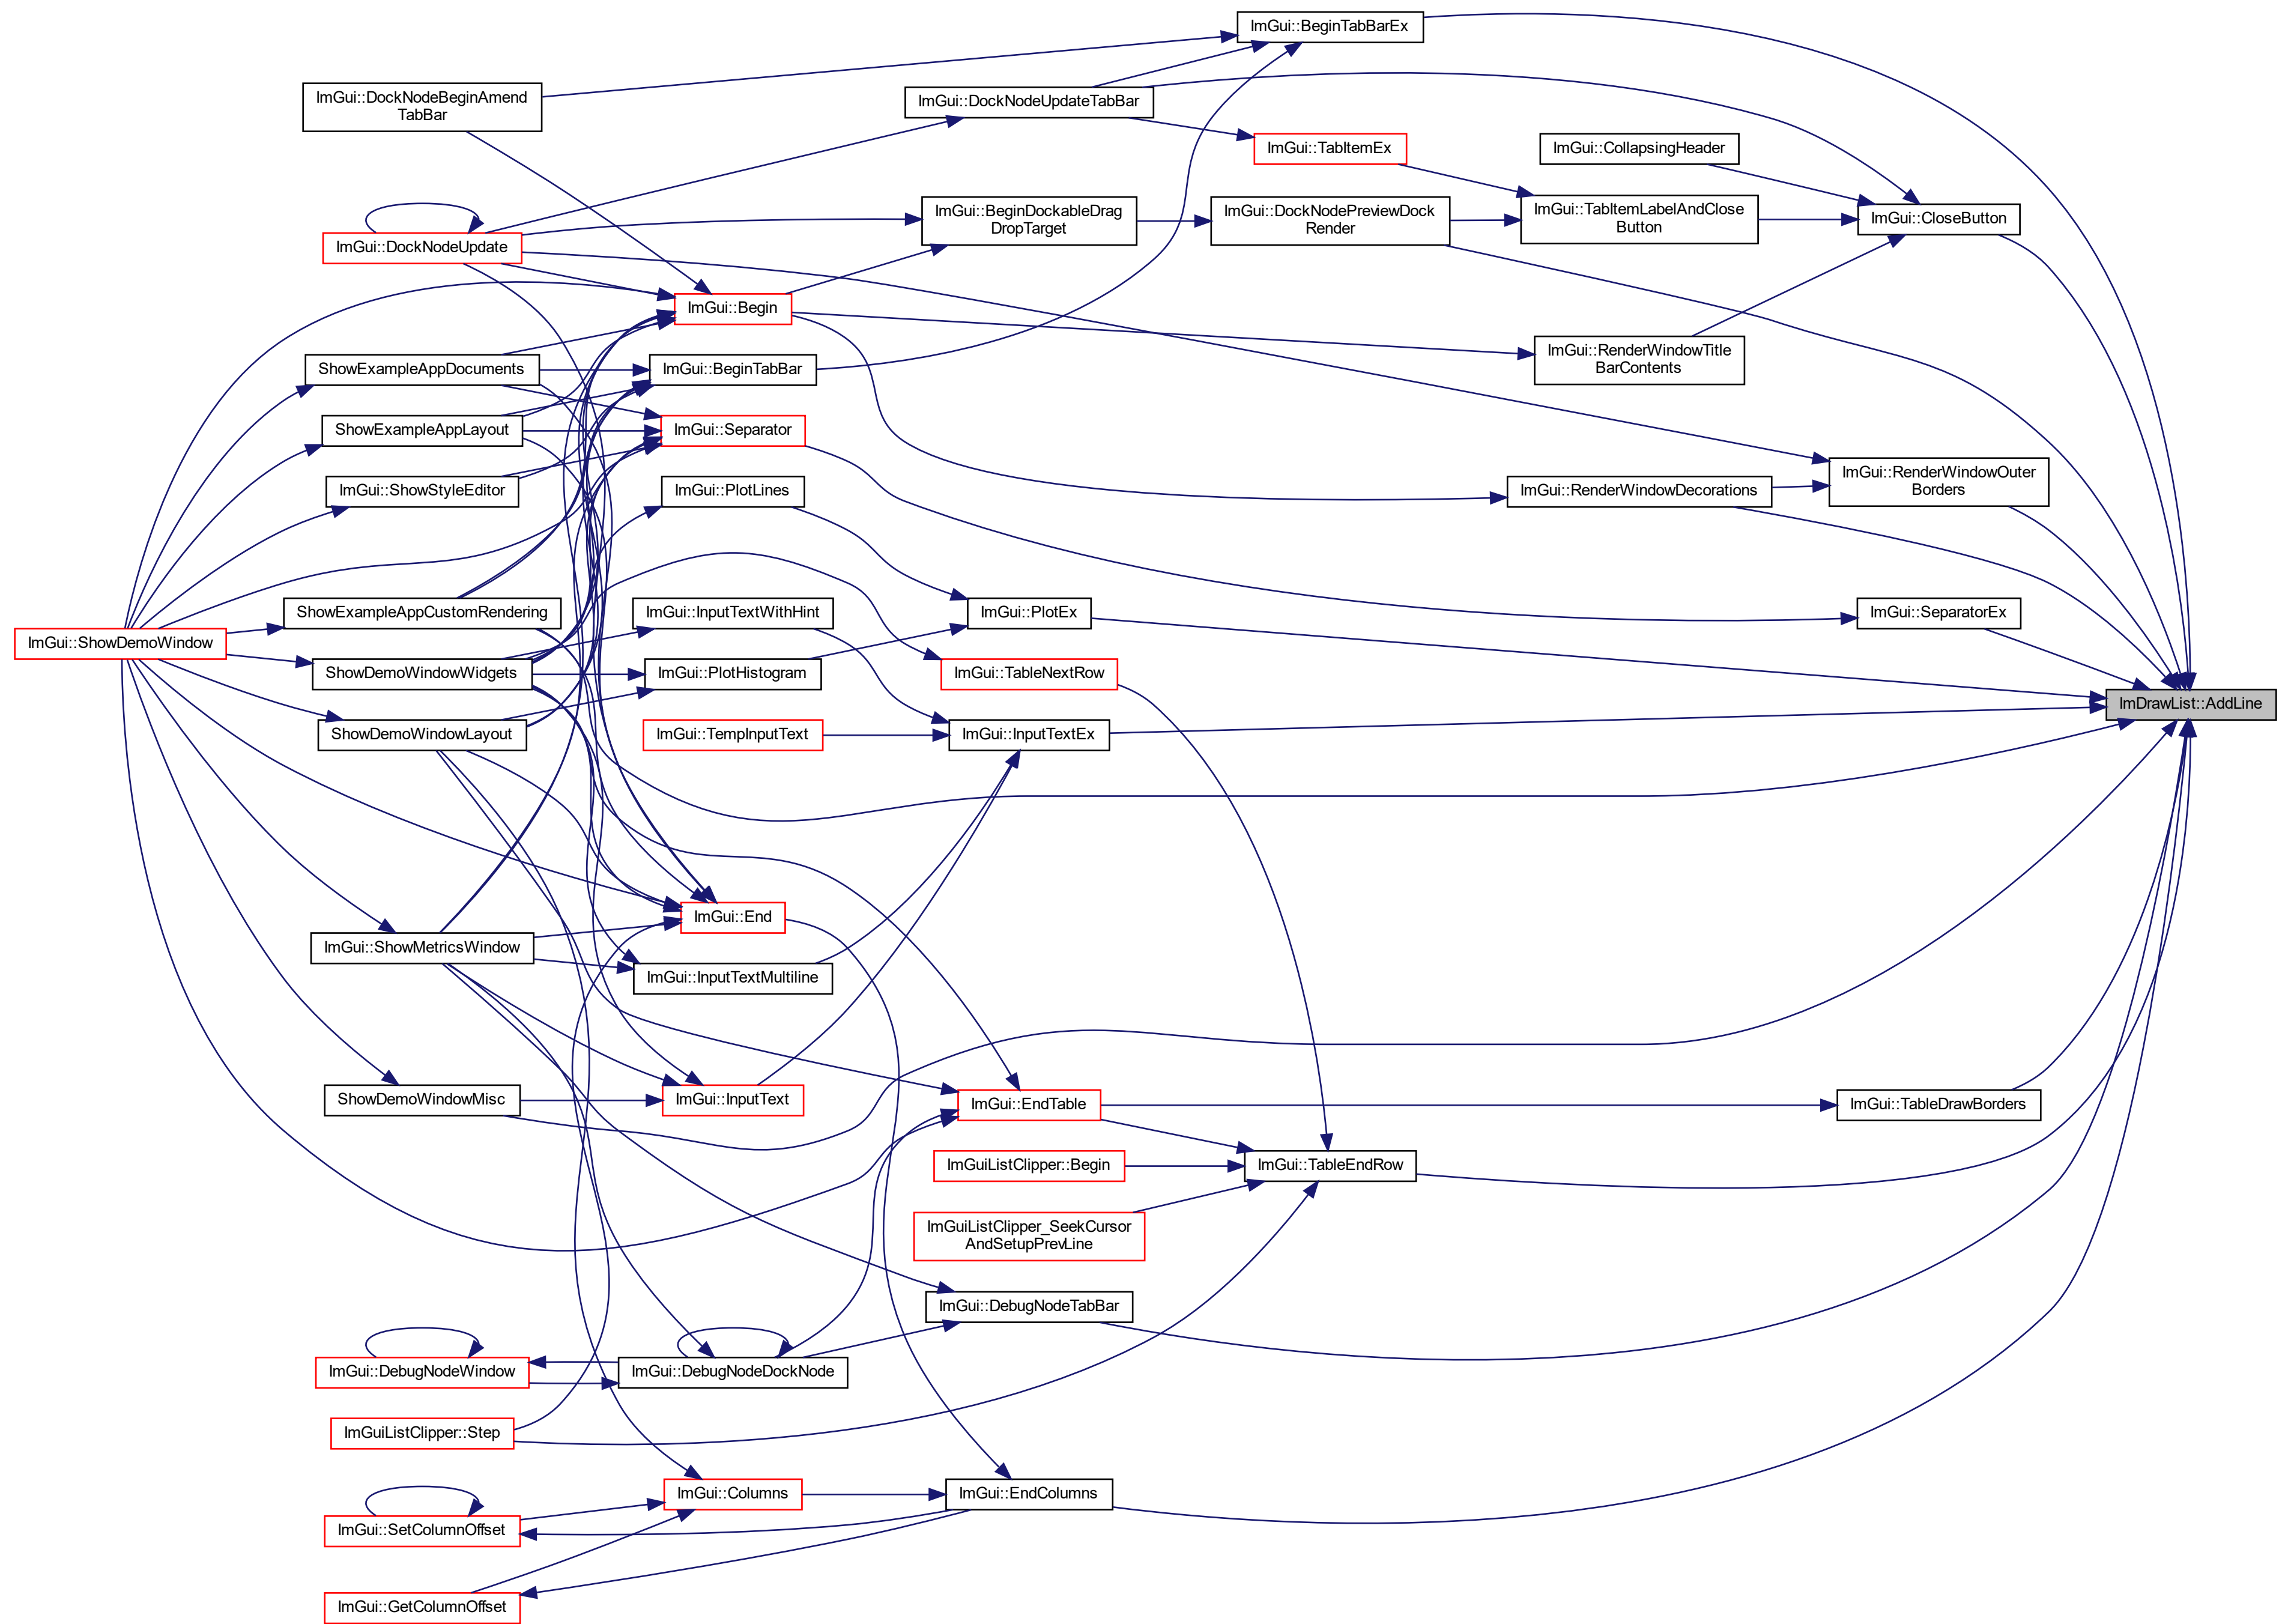 ImGui::BeginTabBarEx
ImGui::DockNodeBeginAmend
TabBar
ImGui::DockNodeUpdateTabBar
ImGui::TabItemEx
ImGui::CollapsingHeader
ImGui::BeginDockableDrag
DropTarget
ImGui::DockNodePreviewDock
Render
ImGui::TabItemLabelAndClose
Button
ImGui::CloseButton
ImGui::DockNodeUpdate
ImGui::Begin
ImGui::RenderWindowTitle
BarContents
ShowExampleAppDocuments
ImGui::BeginTabBar
ShowExampleAppLayout
ImGui::Separator
ImGui::ShowStyleEditor
ImGui::PlotLines
ImGui::RenderWindowDecorations
ImGui::RenderWindowOuter
Borders
ShowExampleAppCustomRendering
ImGui::InputTextWithHint
ImGui::PlotEx
ImGui::SeparatorEx
ImGui::ShowDemoWindow
ShowDemoWindowWidgets
ImGui::PlotHistogram
ImGui::TableNextRow
ImDrawList::AddLine
ShowDemoWindowLayout
ImGui::TempInputText
ImGui::InputTextEx
ImGui::End
ImGui::ShowMetricsWindow
ImGui::InputTextMultiline
ShowDemoWindowMisc
ImGui::InputText
ImGui::EndTable
ImGui::TableDrawBorders
ImGuiListClipper::Begin
ImGui::TableEndRow
ImGuiListClipper_SeekCursor
AndSetupPrevLine
ImGui::DebugNodeTabBar
ImGui::DebugNodeWindow
ImGui::DebugNodeDockNode
ImGuiListClipper::Step
ImGui::Columns
ImGui::EndColumns
ImGui::SetColumnOffset
ImGui::GetColumnOffset